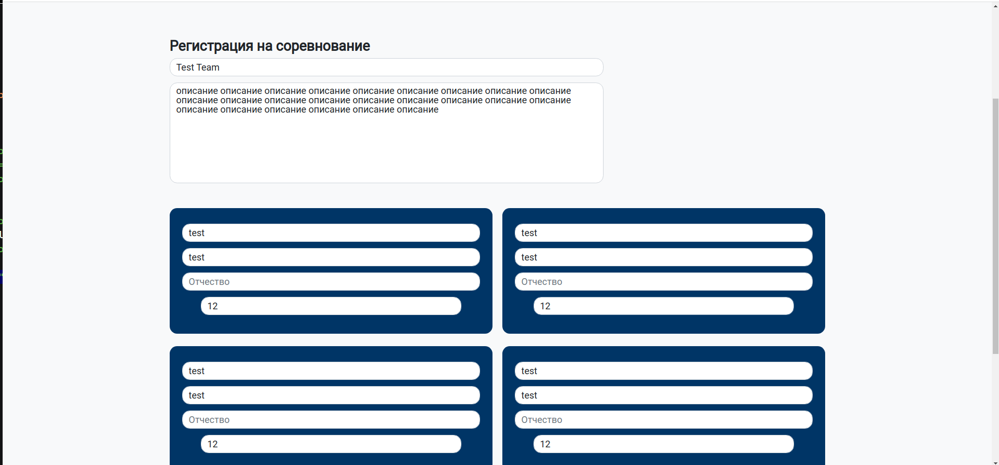 Регистрация на соревнование
Test Team
описание описание описание описание описание описание описание описание описание
описание описание описание описание описание описание описание описание описание
описание описание описание описание описание описание
test
test
Отчество
12
test
test
Отчество
12
test
test
Отчество
12
test
test
Отчество
12